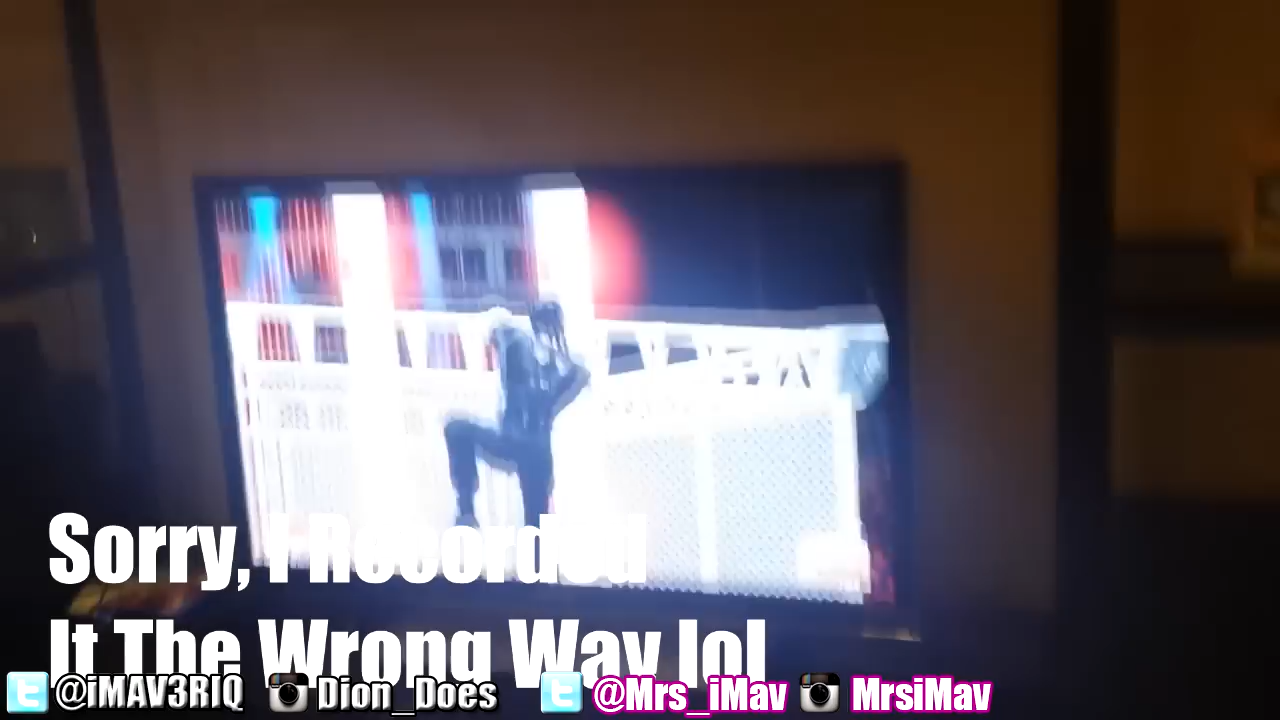 Sorry, I Recorded
It The Wrong Way lol
@iMAV3RIQ Dion_Does @Mrs_iMav MrsiMav